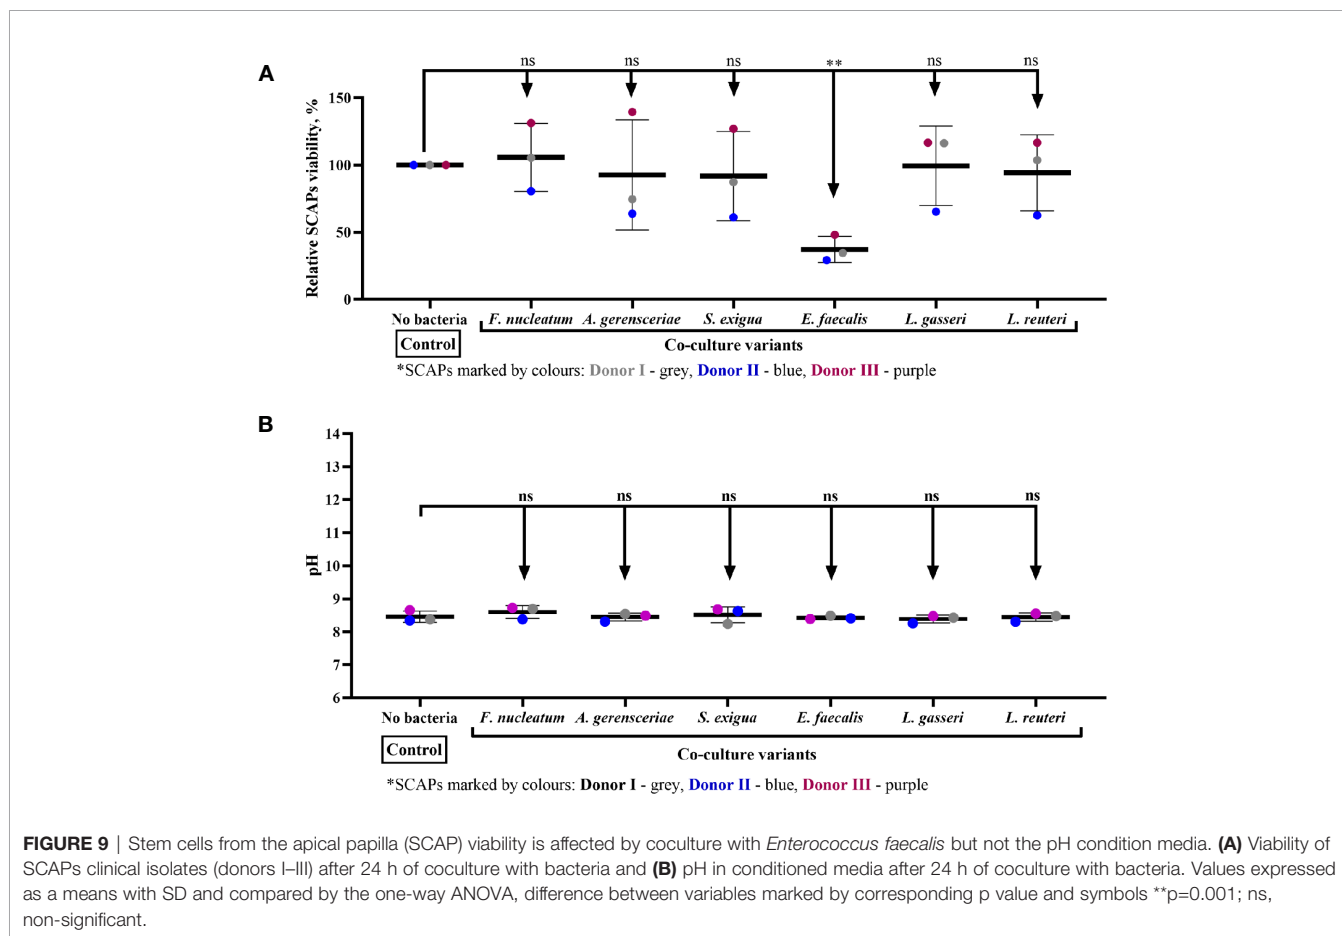 A
ns ns ns ** ns ns
Relative SCAPs viability, %
150
100
50
0
No bacteria F. nucleatum A. gerensceriae S. exigua E. faecalis L. gasseri L. reuteri
Control
Co-culture variants
*SCAPs marked by colours: Donor I - grey, Donor II - blue, Donor III - purple
B
ns ns ns ns ns ns
pH
14
13
12
11
10
9
8
7
6
No bacteria F. nucleatum A. gerensceriae S. exigua E. faecalis L. gasseri L. reuteri
Control
Co-culture variants
*SCAPs marked by colours: Donor I - grey, Donor II - blue, Donor III - purple
FIGURE 9 | Stem cells from the apical papilla (SCAP) viability is affected by coculture with Enterococcus faecalis but not the pH condition media. (A) Viability of
SCAPs clinical isolates (donors I–III) after 24 h of coculture with bacteria and (B) pH in conditioned media after 24 h of coculture with bacteria. Values expressed
as a means with SD and compared by the one-way ANOVA, difference between variables marked by corresponding p value and symbols **p=0.001; ns,
non-significant.